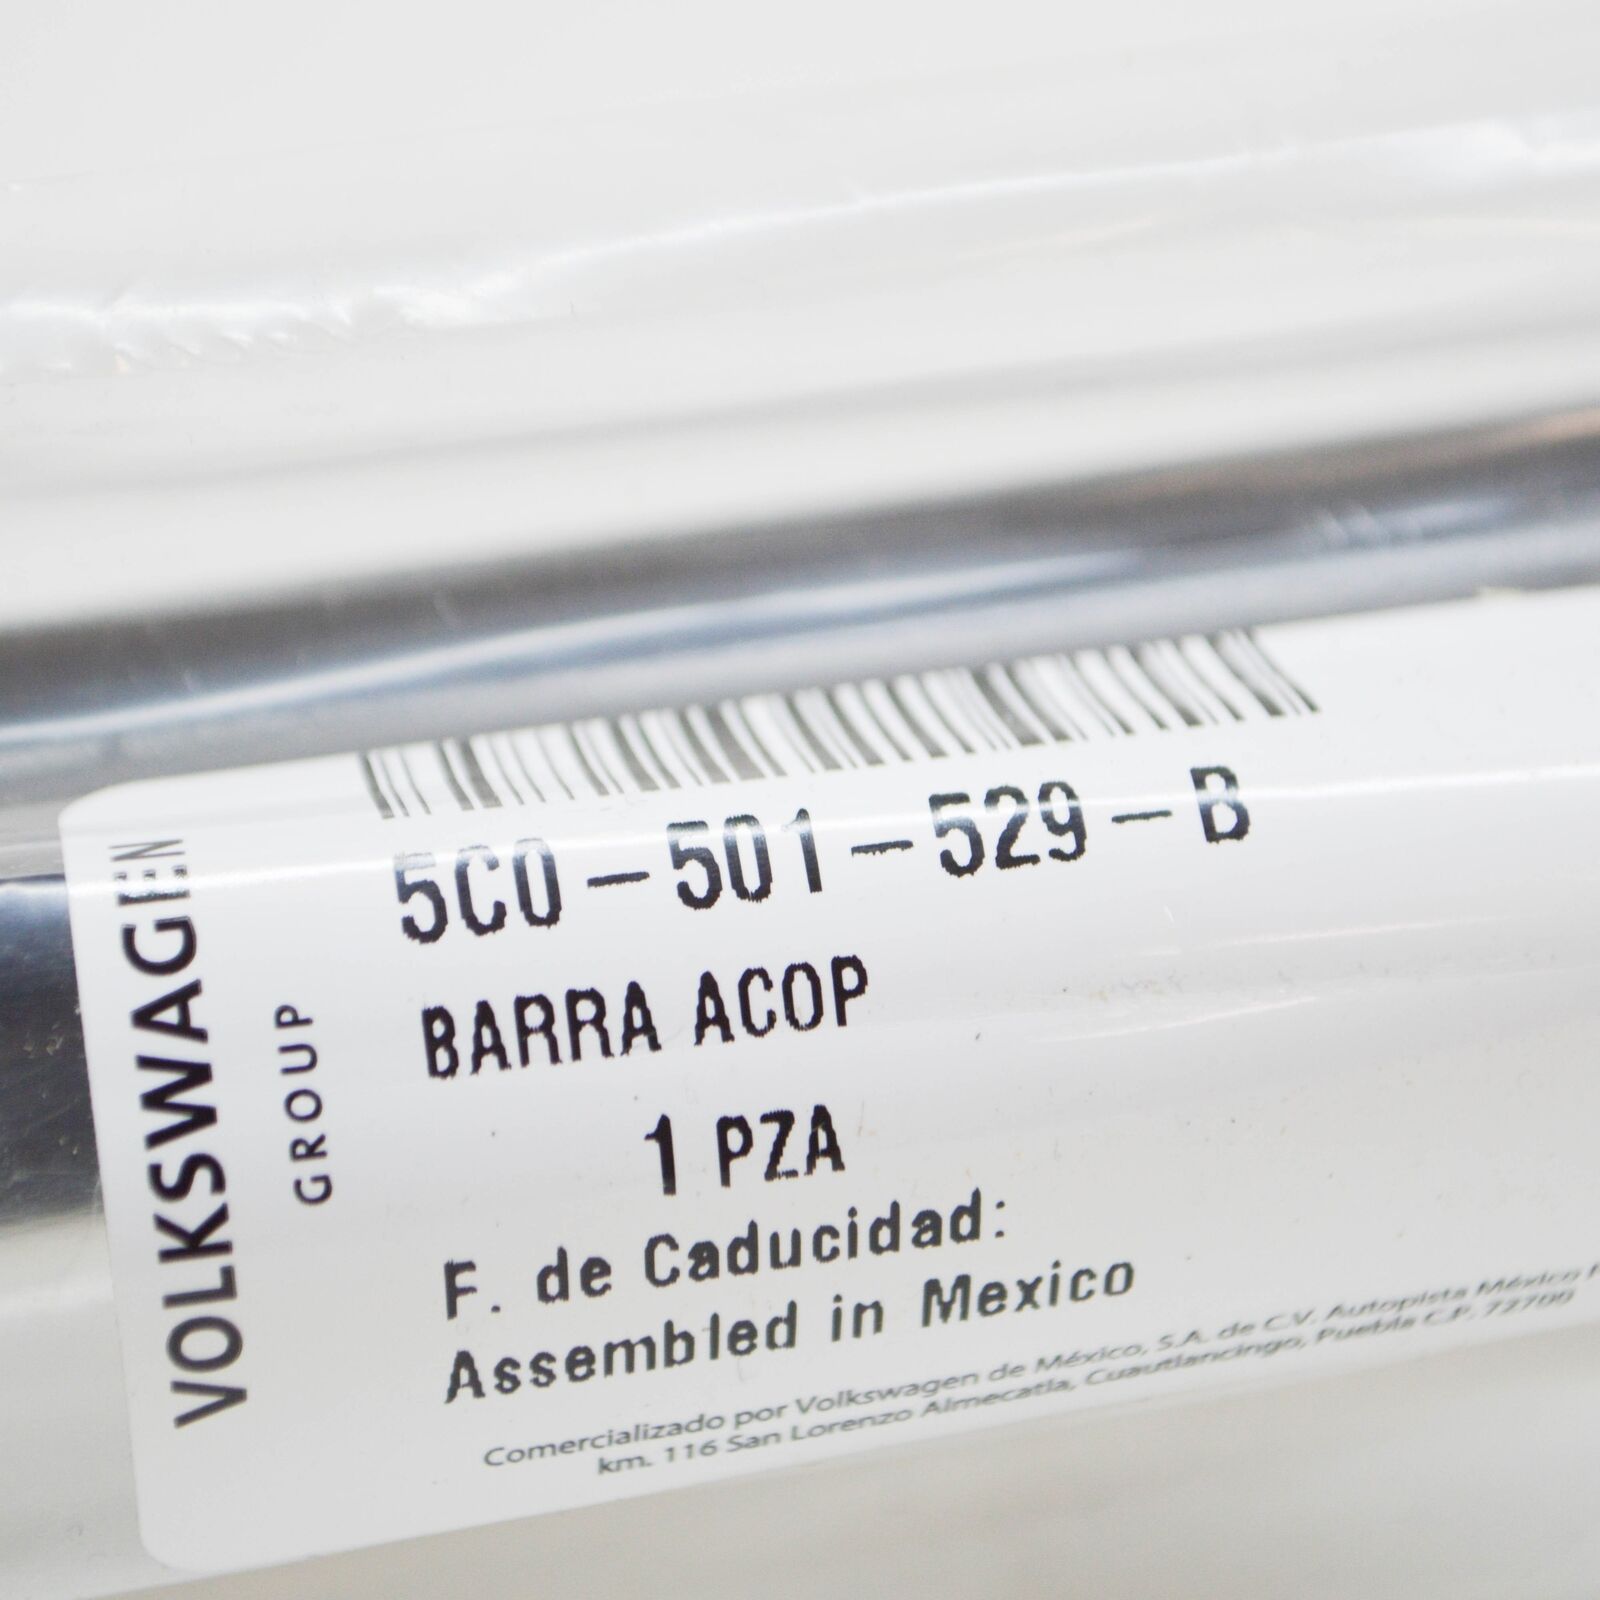 VOLKSWAGEN
GROUP
5C0-501-529-B
BARRA ACOP
1 PZA
F. de Caducidad:
Assembled in Mexico
Comercializado por Volkswagen de México, S.A. de C.V. Autopista México
km. 116 San Lorenzo Almecatla, Cuautlancingo, Puebla C.P. 72700